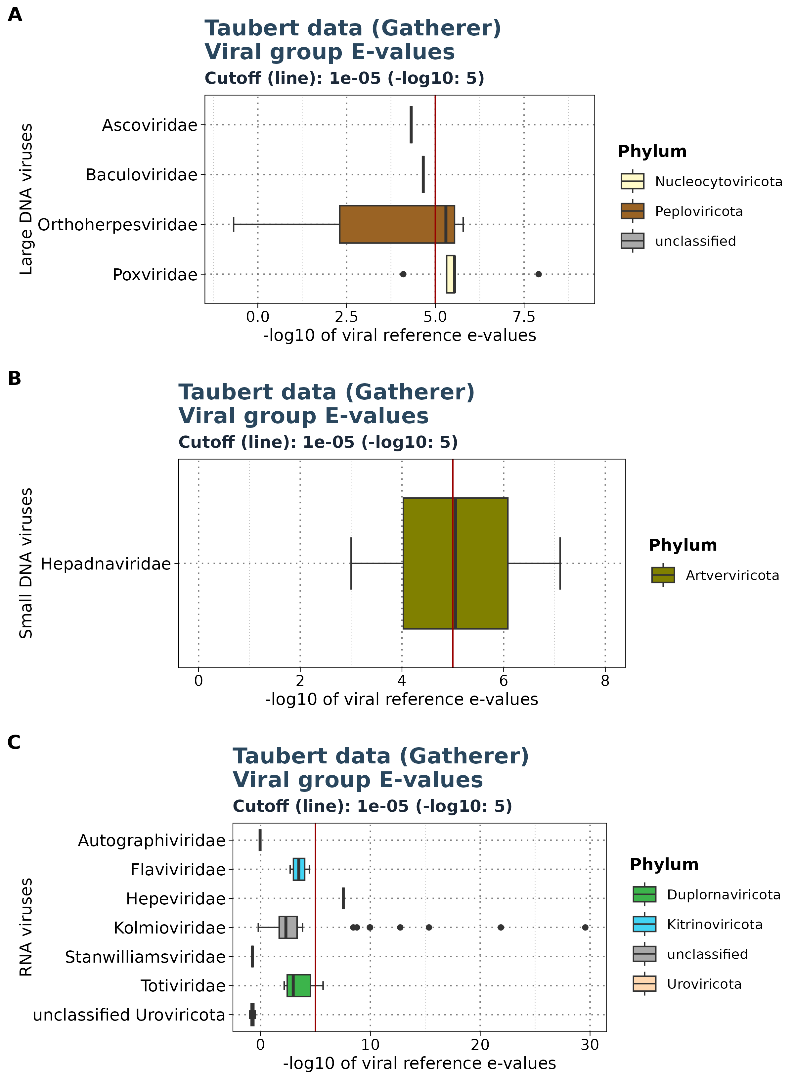 A
Taubert data (Gatherer)
Viral group E-values
Cutoff (line): 1e-05 (-log10: 5)
Large DNA viruses
Ascoviridae
Baculoviridae
Orthoherpesviridae
Poxviridae
0.0 2.5 5.0 7.5
-log10 of viral reference e-values
Phylum
Nucleocytoviricota
Peploviricota
unclassified
B
Taubert data (Gatherer)
Viral group E-values
Cutoff (line): 1e-05 (-log10: 5)
Small DNA viruses
Hepadnaviridae
0 2 4 6 8
-log10 of viral reference e-values
Phylum
Artverviricota
C
Taubert data (Gatherer)
Viral group E-values
Cutoff (line): 1e-05 (-log10: 5)
RNA viruses
Autographiviridae
Flaviviridae
Hepeviridae
Kolmioviridae
Stanwilliamsviridae
Totiviridae
unclassified Uroviricota
0 10 20 30
-log10 of viral reference e-values
Phylum
Duplornaviricota
Kitrinoviricota
unclassified
Uroviricota